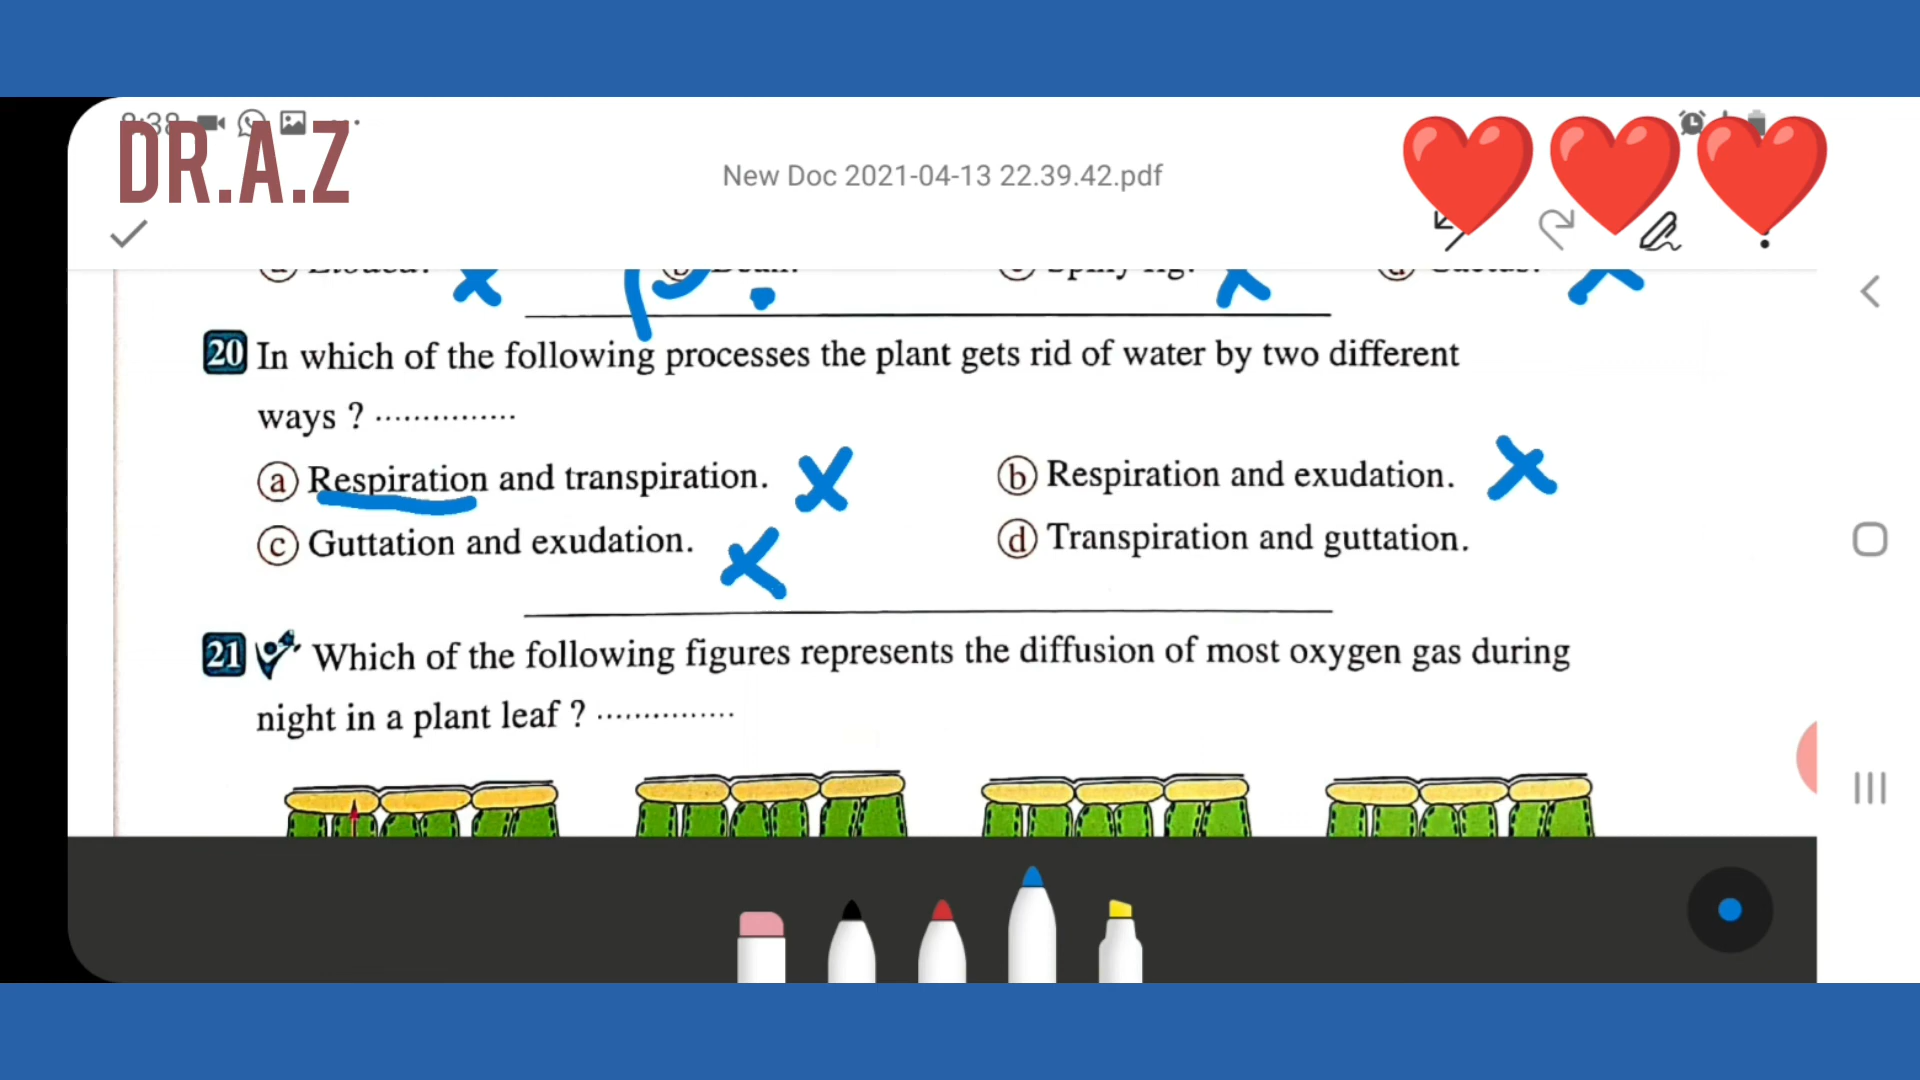 8:38
DR.A.Z
New Doc 2021-04-13 22.39.42.pdf
20 In which of the following processes the plant gets rid of water by two different
ways ? ...............
a Respiration and transpiration.
b Respiration and exudation.
c Guttation and exudation.
d Transpiration and guttation.
21 Which of the following figures represents the diffusion of most oxygen gas during
night in a plant leaf ? ...............